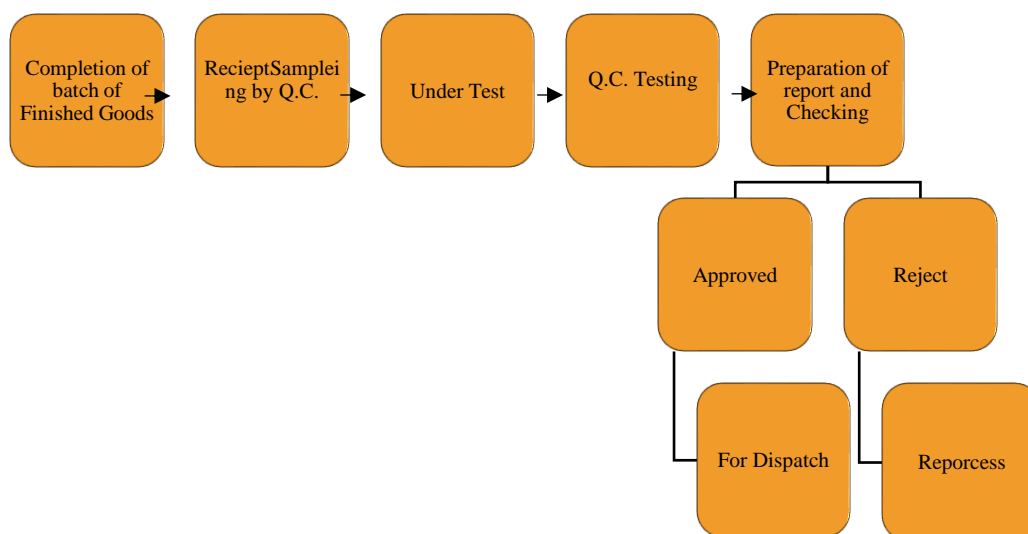 Completion of
batch of
Finished Goods
RecieptSamplei
ng by Q.C.
Under Test
Q.C. Testing
Preparation of
report and
Checking
Approved
Reject
For Dispatch
Reporcess